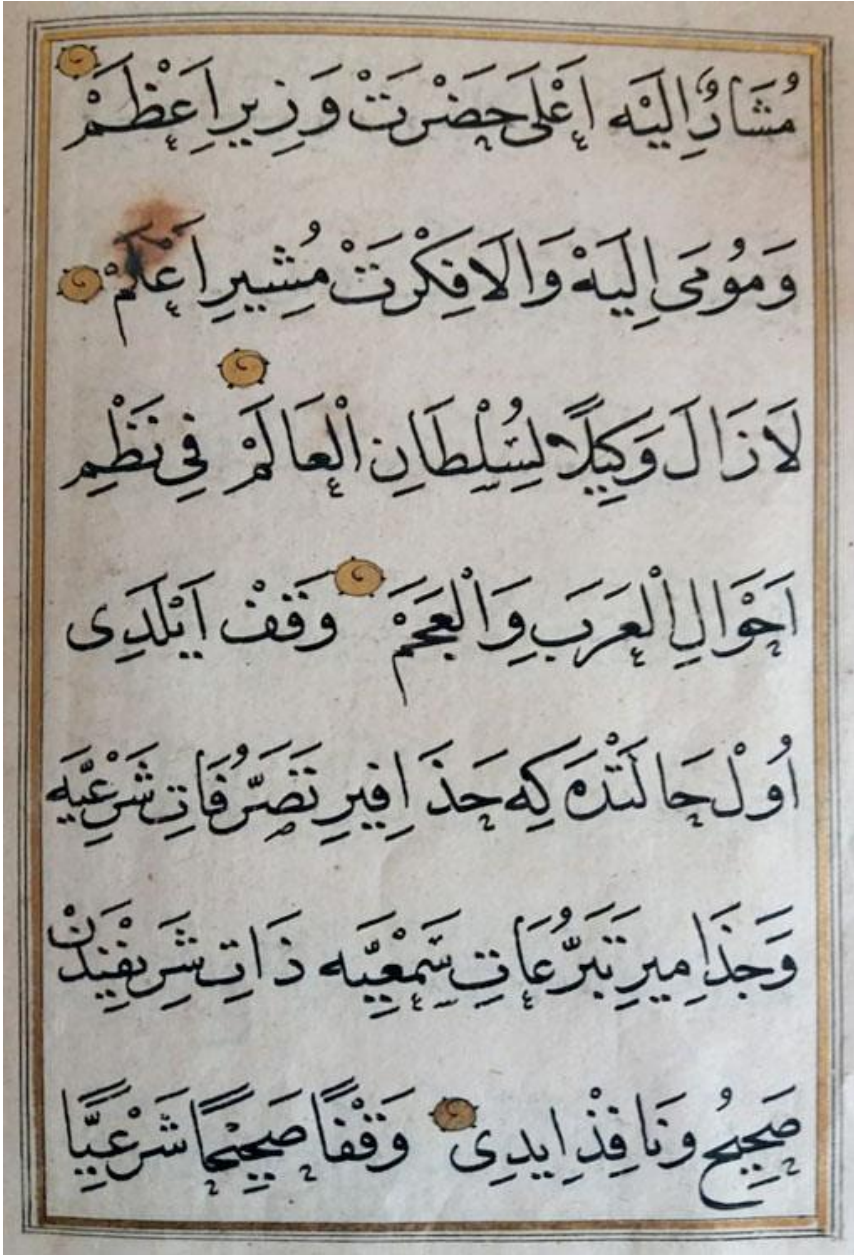 مُشَارٌ اِلَيْه اَعْلٰى حَضْرَتْ وَزِيرِ اَعْظَمْ
وَمُومَى اِلَيْهْ وَالَا فِكْرَتْ مُشِيرِ اَعْلَمْ
لَازَالَ وَكِيلًا لِسُلْطَانِ الْعَالَمْ فِي نَظْمِ
اَحْوَالِ الْعَرَبِ وَالْعَجَمْ وَقْفْ اَيْلَدِى
اُولْ حَالَتْدَه كِه حَذَافِيرِ تَصَرُّفَاتِ شَرْعِيَّه
وَجَذَامِيرِ تَبَرُّعَاتِ سَمْعِيَّه ذَاتِ شَرِيفِنْدَنْ
صَحِيحُ وَنَافِذْ اِيدِى وَقْفًا صَحِيحًا شَرْعِيًّا